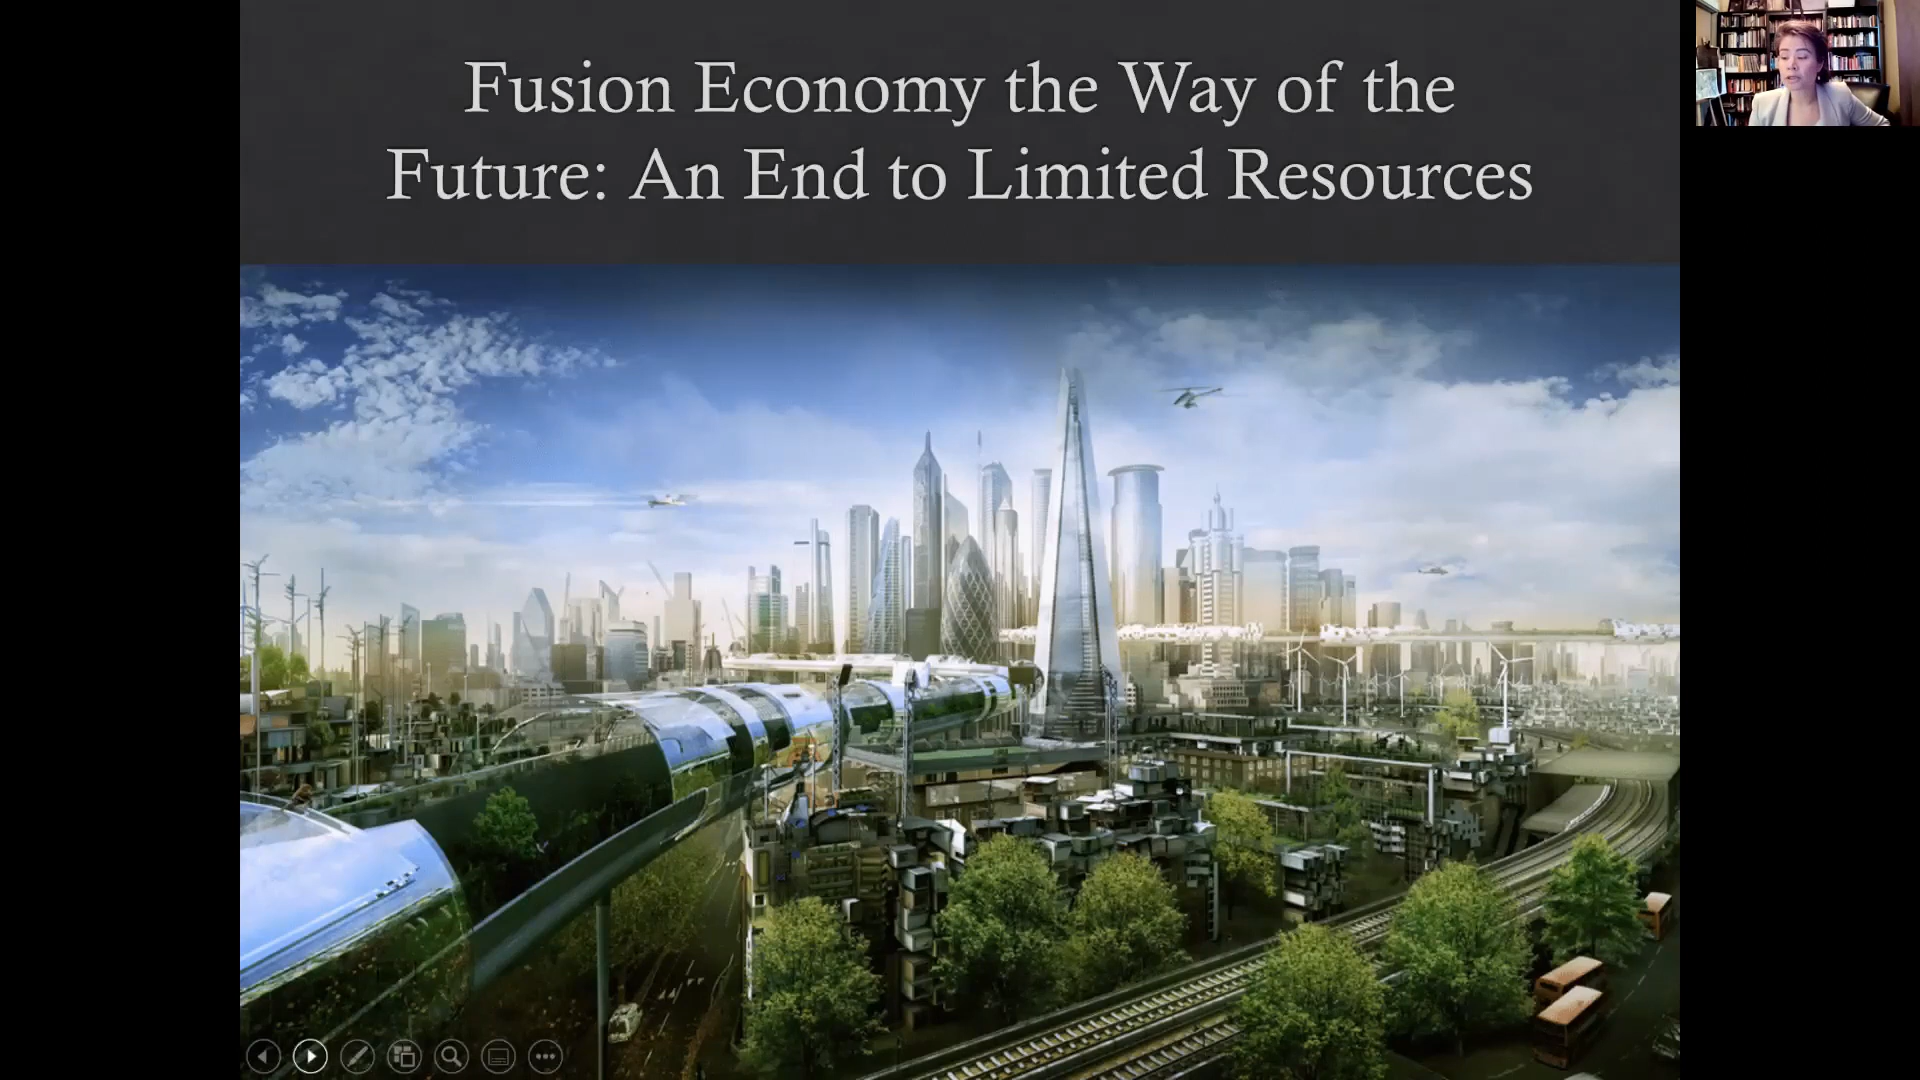 Fusion Economy the Way of the
Future: An End to Limited Resources